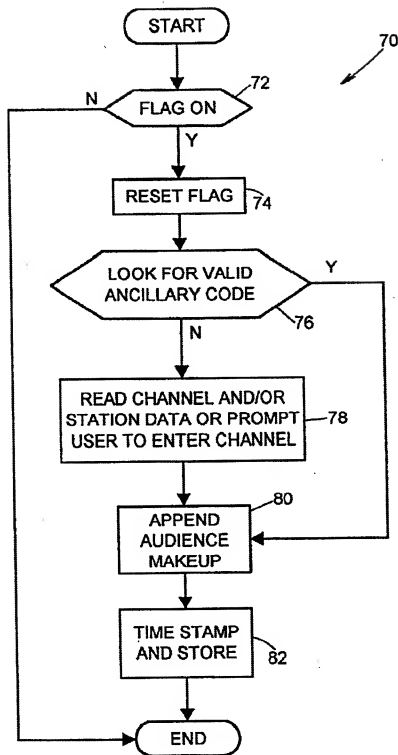 START
70
N
FLAG ON
72
Y
RESET FLAG
74
LOOK FOR VALID
ANCILLARY CODE
Y
76
N
READ CHANNEL AND/OR
STATION DATA OR PROMPT
USER TO ENTER CHANNEL
78
80
APPEND
AUDIENCE
MAKEUP
TIME STAMP
AND STORE
82
END